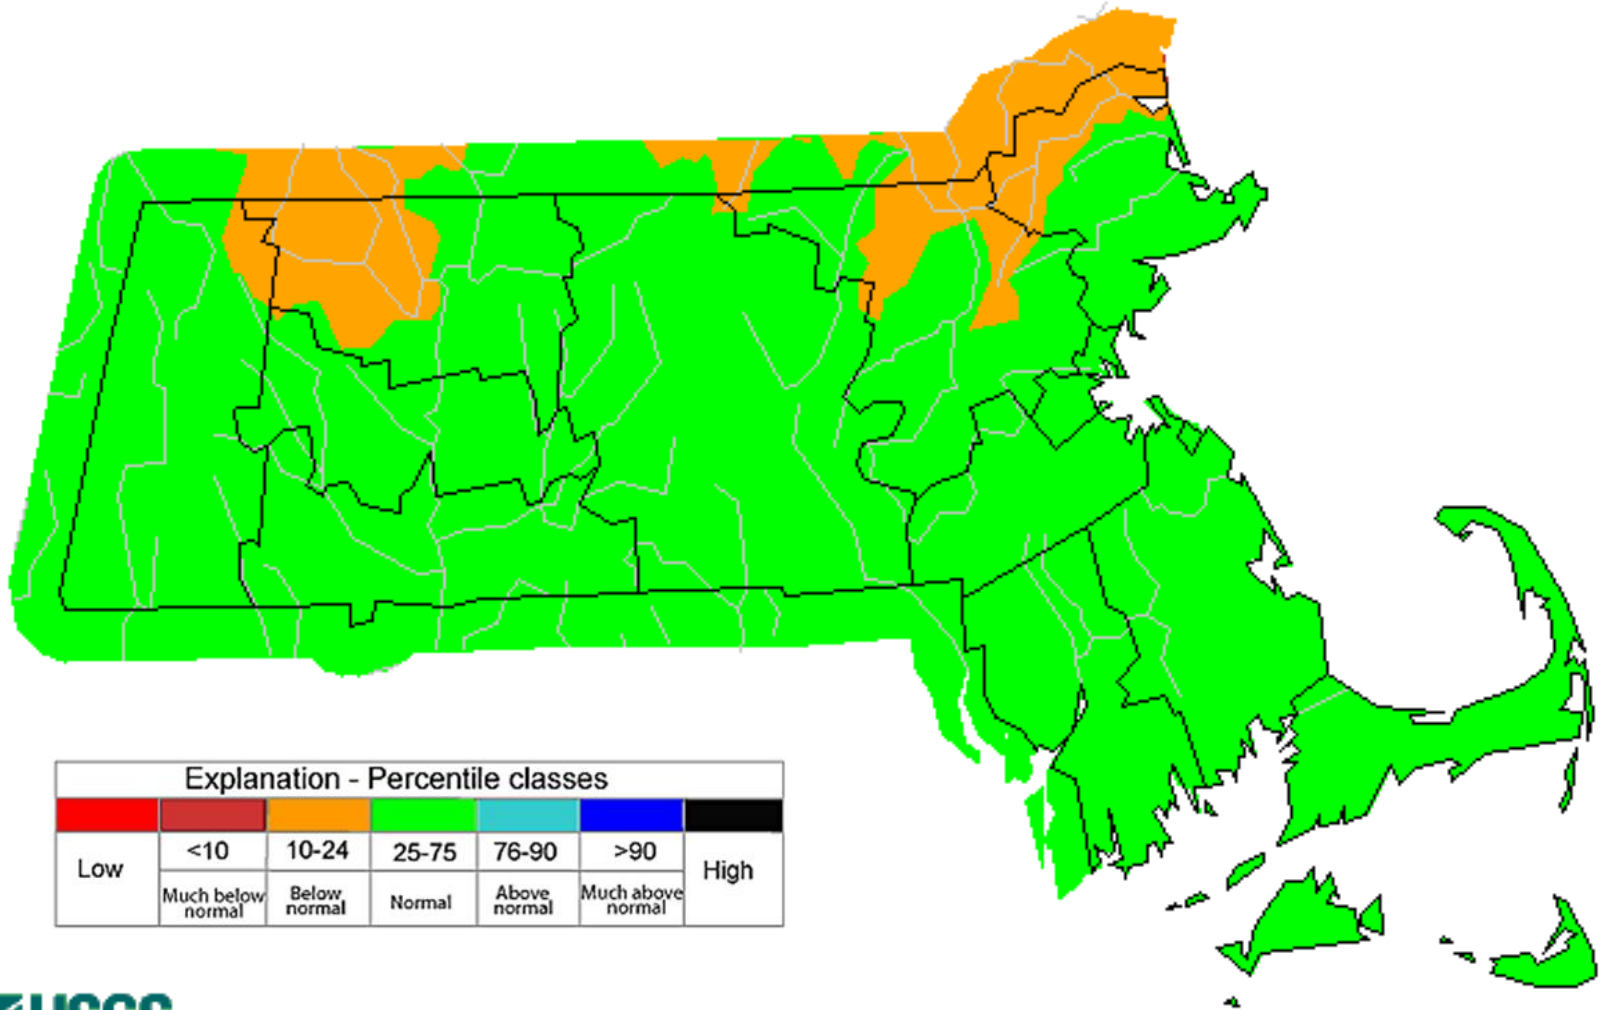 Explanation - Percentile classes
Low
<10
10-24
25-75
76-90
>90
High
Much below
normal
Below
normal
Normal
Above
normal
Much above
normal